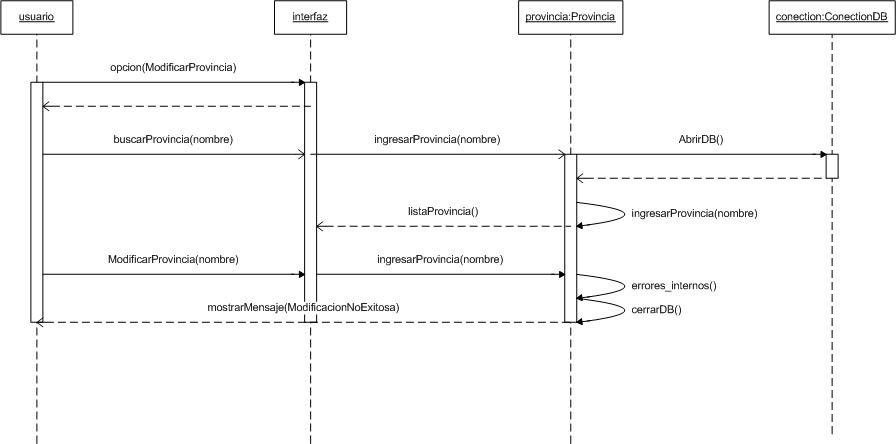 usuario
interfaz
provincia:Provincia
conection:ConectionDB
opcion(ModificarProvincia)
buscarProvincia(nombre)
ingresarProvincia(nombre)
AbrirDB()
listaProvincia()
ingresarProvincia(nombre)
ModificarProvincia(nombre)
ingresarProvincia(nombre)
errores_internos()
mostrarMensaje(ModificacionNoExitosa)
cerrarDB()